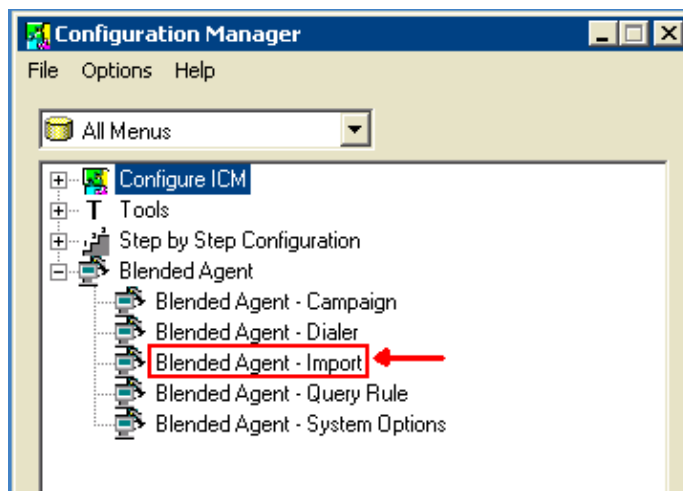 Configuration Manager
File Options Help
All Menus
Configure ICM
T Tools
Step by Step Configuration
Blended Agent
Blended Agent - Campaign
Blended Agent - Dialer
Blended Agent - Import
Blended Agent - Query Rule
Blended Agent - System Options